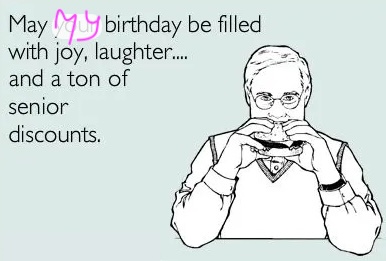 May My birthday be filled
with joy, laughter....
and a ton of
senior
discounts.